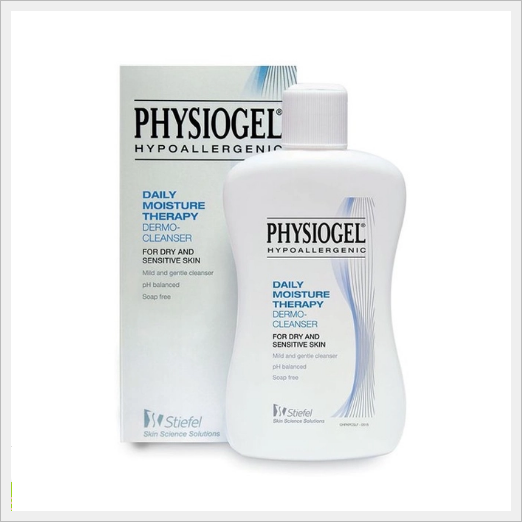 PHYSIOGEL®
HYPOALLERGENIC
DAILY
MOISTURE
THERAPY
DERMO-
CLEANSER
FOR DRY AND
SENSITIVE SKIN
Mild and gentle cleanser
pH balanced
Soap free
Stiefel
Skin Science Solutions
PHYSIOGEL®
HYPOALLERGENIC
DAILY
MOISTURE
THERAPY
DERMO-
CLEANSER
FOR DRY AND
SENSITIVE SKIN
Mild and gentle cleanser
pH balanced
Soap free
Stiefel
Skin Science Solutions